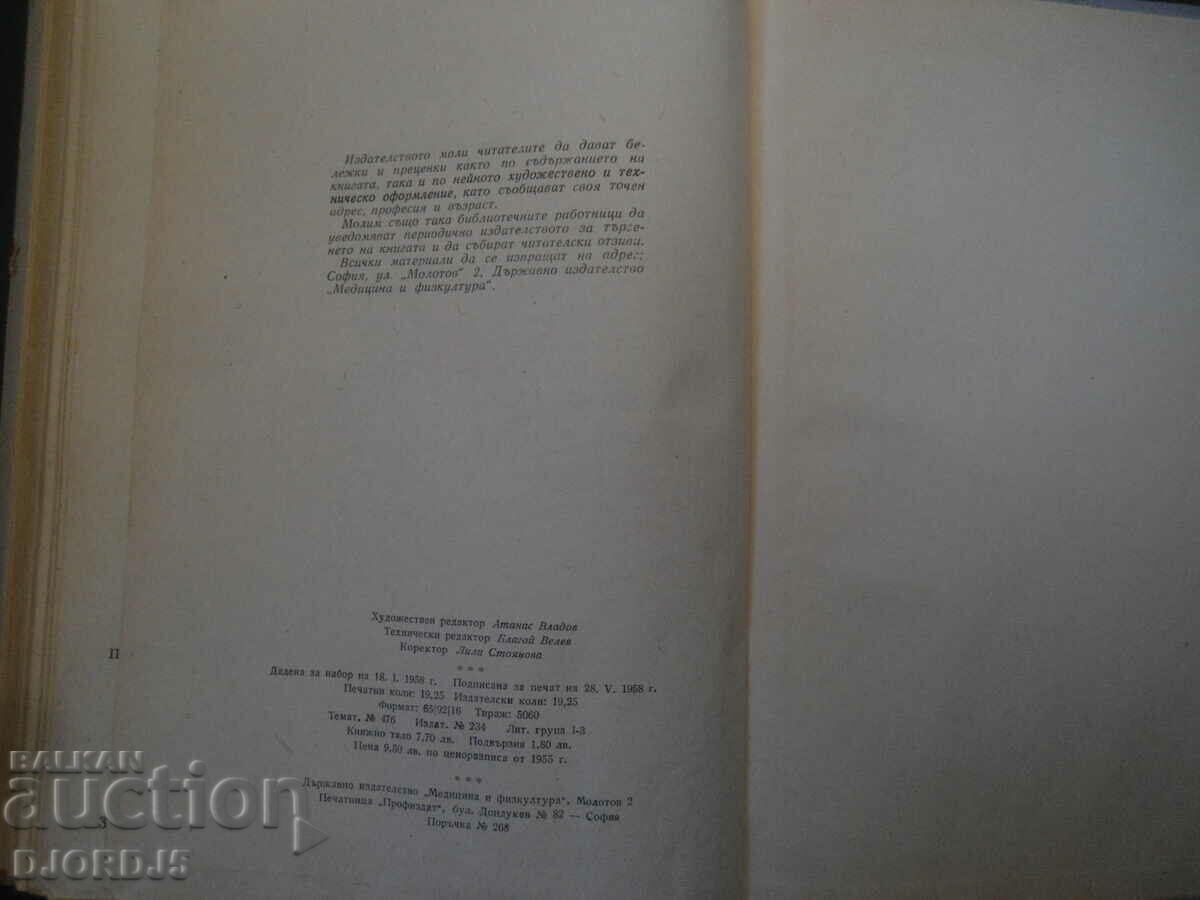 Издателството моли читателите да дават бе-
лежки и преценки както по съдържанието на
книгата, така и по нейното художествено и тех-
ническо оформление, като съобщават своя точен
адрес, професия и възраст.
Молим също така библиотечните работници да
уведомяват периодично издателството за търсе-
нето на книгата и да събират читателски отзиви.
Всички материали да се изпращат на адрес:
София, ул. „Молотов" 2, Държавно издателство
„Медицина и физкултура".
Художествен редактор Атанас Владов
Технически редактор Благой Велев
Коректор Лили Стоянова
***
Дадена за набор на 18. I. 1958 г. Подписана за печат на 28. V. 1958 г.
Печатни коли: 19,25 Издателски коли: 19,25
Формат: 65|92|16 Тираж: 5060
Темат. № 476 Издат. № 234 Лит. група I-3
Книжно тяло 7,70 лв. Подвързия 1.80 лв.
Цена 9.50 лв. по ценоразписа от 1955 г.
***
Държавно издателство „Медицина и физкултура", Молотов 2
Печатница „Профиздат", бул. Дондуков № 82 — София
Поръчка № 268
П
3
BALKAN
auction
DJORDJ5